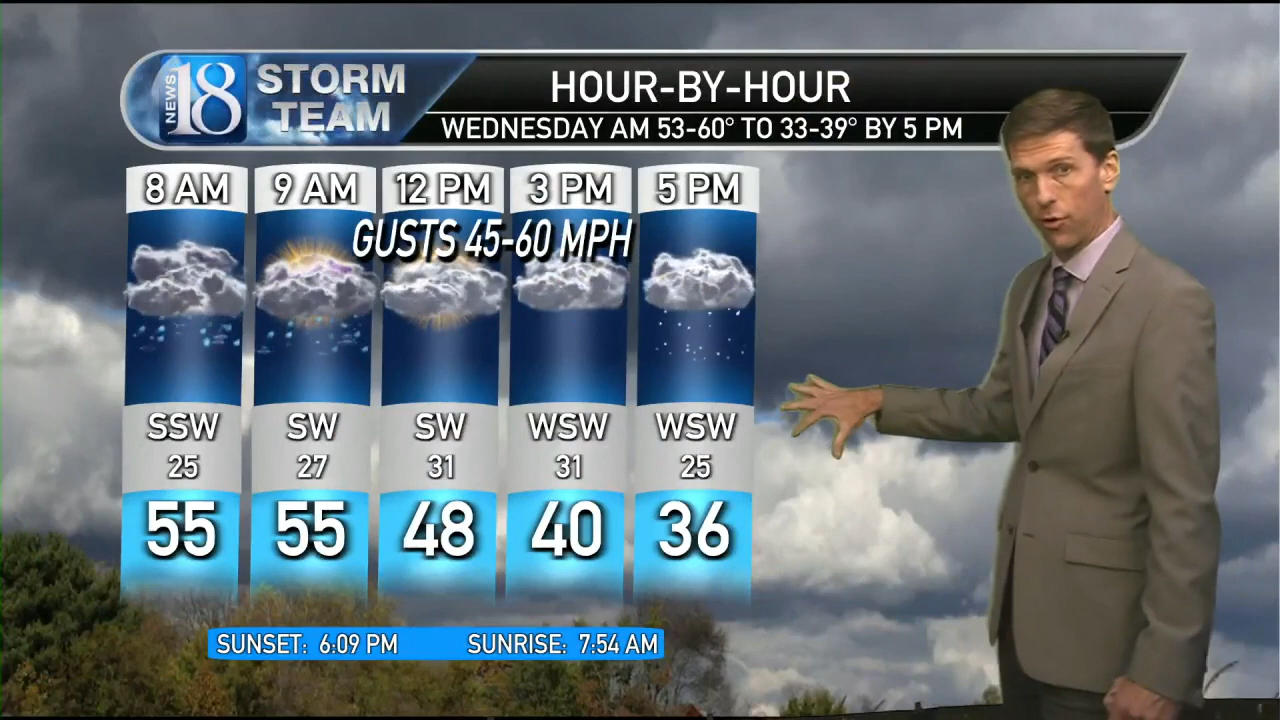 NEWS 18
STORM
TEAM
HOUR-BY-HOUR
WEDNESDAY AM 53-60° TO 33-39° BY 5 PM
8 AM 9 AM 12 PM 3 PM 5 PM
GUSTS 45-60 MPH
SSW SW SW WSW WSW
25 27 31 31 25
55 55 48 40 36
SUNSET: 6:09 PM SUNRISE: 7:54 AM